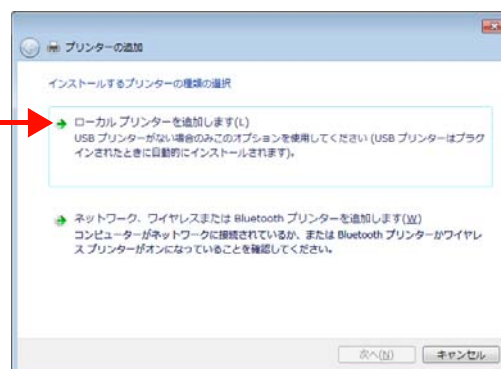 プリンターの追加
インストールするプリンターの種類の選択
ローカル プリンターを追加します(L)
USB プリンターがない場合のみこのオプションを使用してください (USB プリンターはプラグ
インされたときに自動的にインストールされます)。
ネットワーク、ワイヤレスまたは Bluetooth プリンターを追加します(W)
コンピューターがネットワークに接続されているか、または Bluetooth プリンターかワイヤレ
ス プリンターがオンになっていることを確認してください。
次へ(N) キャンセル